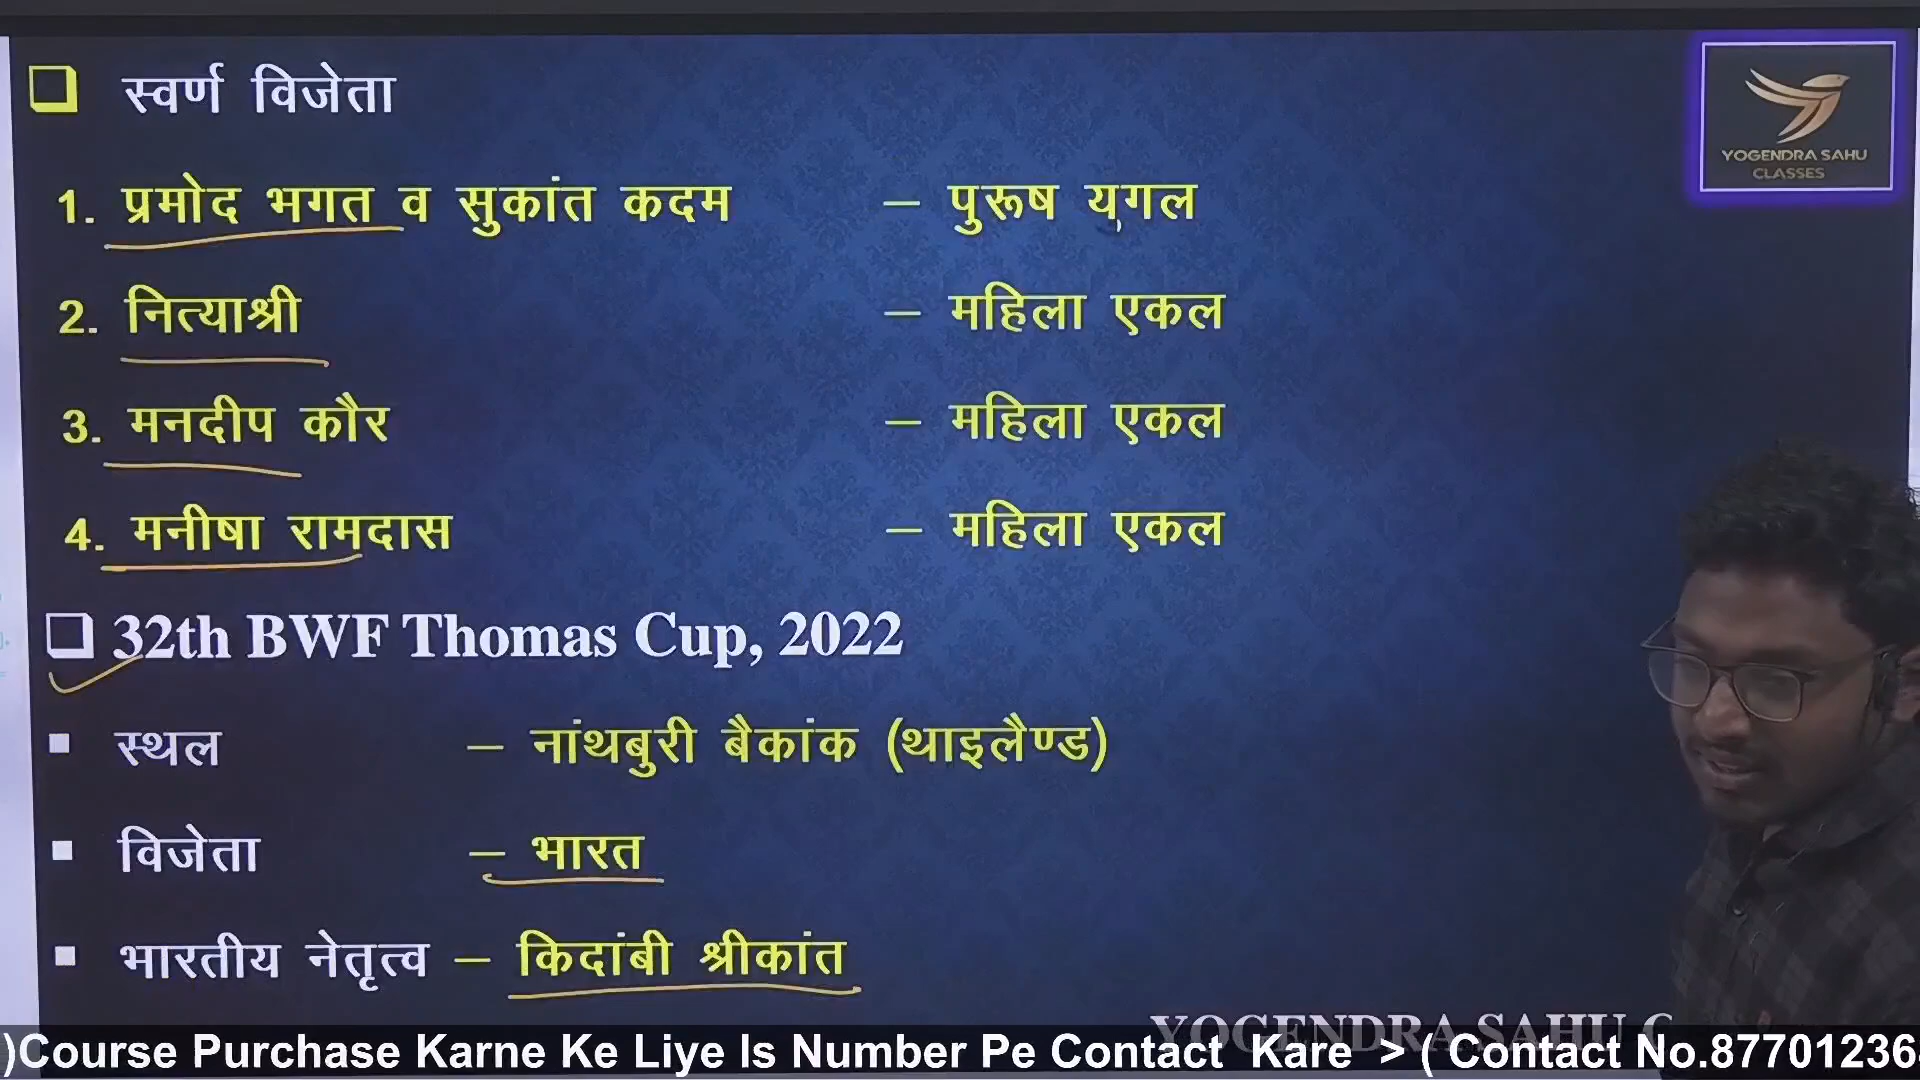 स्वर्ण विजेता
1. प्रमोद भगत व सुकांत कदम – पुरूष युगल
2. नित्याश्री – महिला एकल
3. मनदीप कौर – महिला एकल
4. मनीषा रामदास – महिला एकल
32th BWF Thomas Cup, 2022
स्थल – नांथबुरी बैकांक (थाइलैण्ड)
विजेता – भारत
भारतीय नेतृत्व – किदांबी श्रीकांत
YOGENDRA SAHU
CLASSES
YOGENDRA SAHU C
)Course Purchase Karne Ke Liye Is Number Pe Contact Kare > ( Contact No.87701236